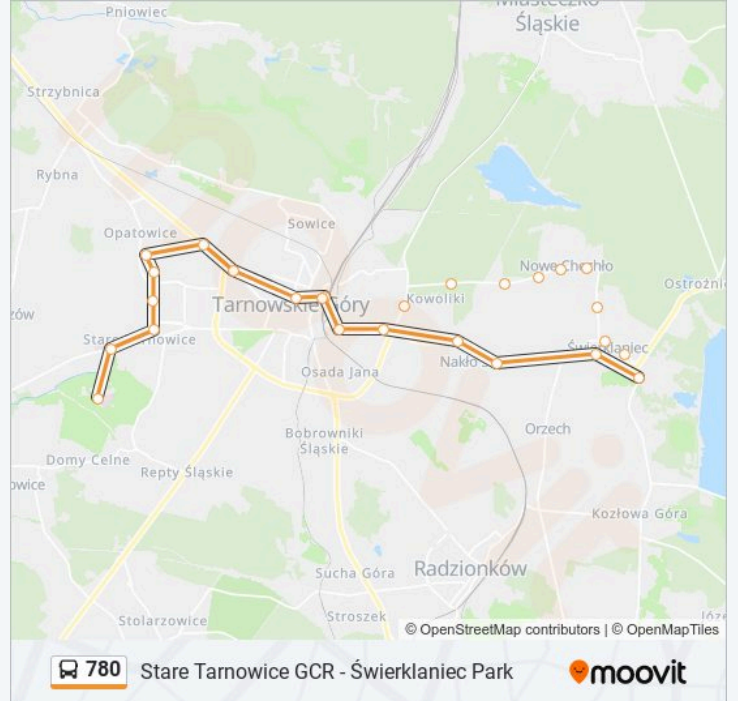 Pniowiec
Miasteczko
Śląskie
Strzybnica
Rybna
Sowice
Opatowice
Nowe Chechło
Ostrożnic
Kowoliki
Tarnowskie Góry
zów
Stare Tarnowice
Świerklaniec
Nakło
Osada Jana
Orzech
Bobrowniki
Śląskie
Domy Celne
Repty Śląskie
owice
Kozłowa Góra
Radzionków
Sucha Góra
Stroszek
Stolarzowice
Józe
© OpenStreetMap contributors | © OpenMapTiles
780 Stare Tarnowice GCR - Świerklaniec Park
moovit